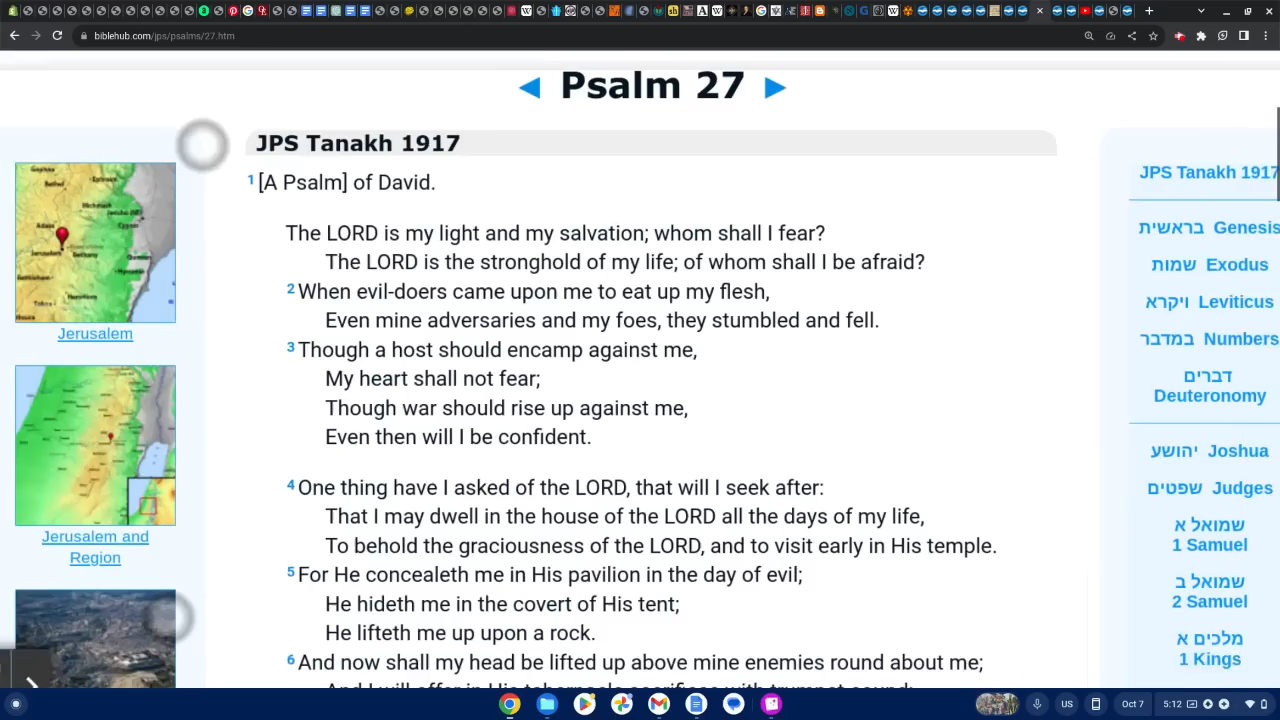 biblehub.com/jps/psalms/27.htm
◄ Psalm 27 ►
JPS Tanakh 1917
1 [A Psalm] of David.
The LORD is my light and my salvation; whom shall I fear?
The LORD is the stronghold of my life; of whom shall I be afraid?
2 When evil-doers came upon me to eat up my flesh,
Even mine adversaries and my foes, they stumbled and fell.
3 Though a host should encamp against me,
My heart shall not fear;
Though war should rise up against me,
Even then will I be confident.
4 One thing have I asked of the LORD, that will I seek after:
That I may dwell in the house of the LORD all the days of my life,
To behold the graciousness of the LORD, and to visit early in His temple.
5 For He concealeth me in His pavilion in the day of evil;
He hideth me in the covert of His tent;
He lifteth me up upon a rock.
6 And now shall my head be lifted up above mine enemies round about me;
And I will offer in His tabernacle sacrifices with trumpet-sound;
Jerusalem
Jerusalem and
Region
JPS Tanakh 1917
בראשית Genesis
שמות Exodus
ויקרא Leviticus
במדבר Numbers
דברים
Deuteronomy
יהושע Joshua
שפטים Judges
שמואל א
1 Samuel
שמואל ב
2 Samuel
מלכים א
1 Kings
US
Oct 7
5:12